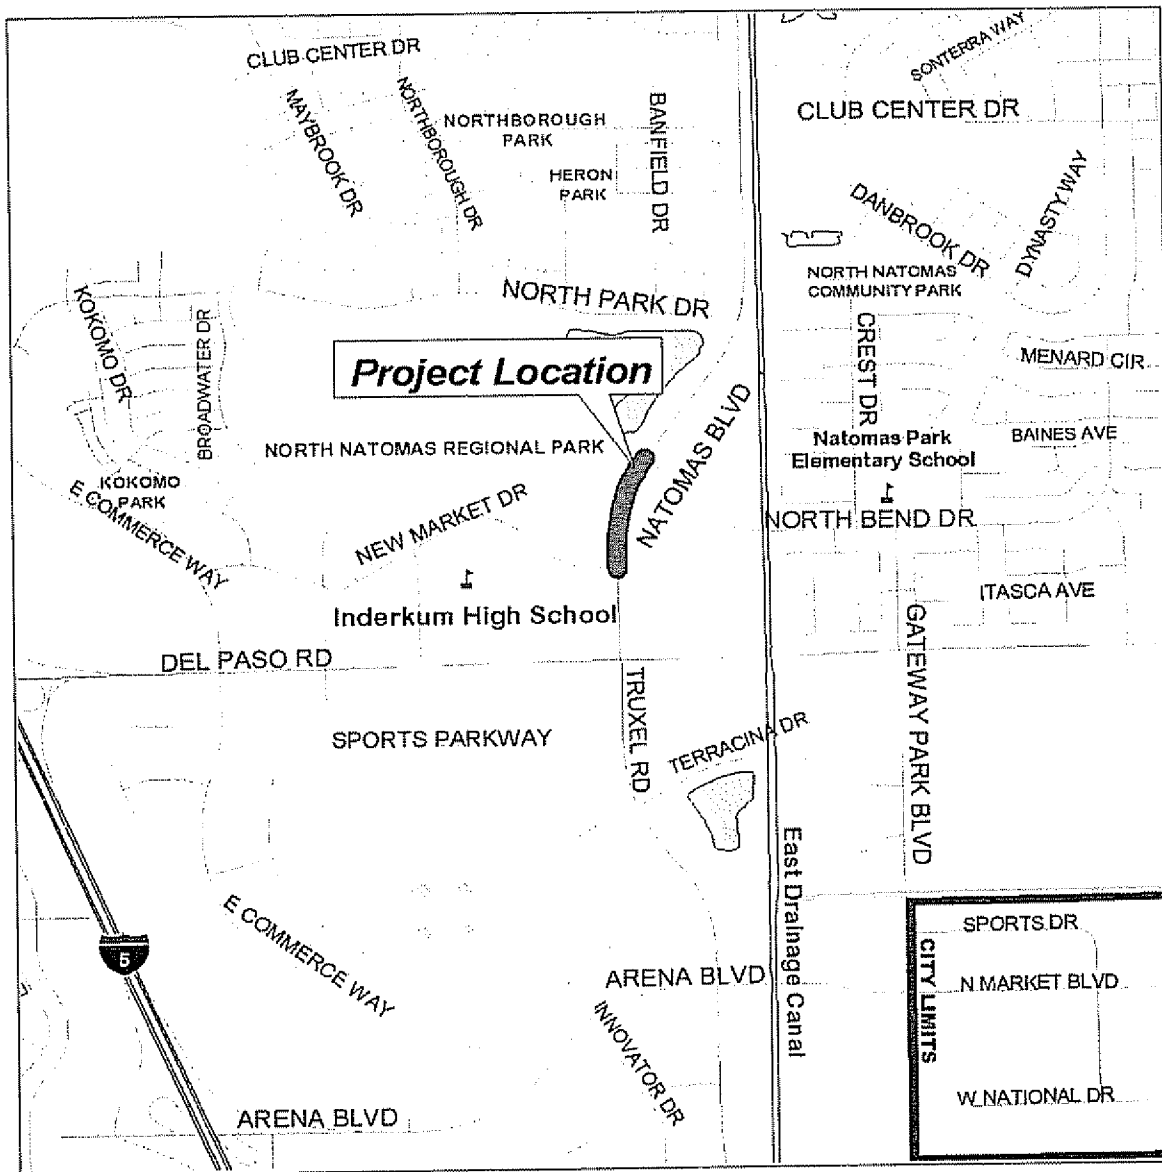 CLUB CENTER DR
SONTERRA WAY
MAYBROOK DR
NORTHBOROUGH DR
NORTHBOROUGH
PARK
BANFIELD DR
CLUB CENTER DR
HERON
PARK
DANBROOK DR
DYNASTY WAY
NORTH NATOMAS
COMMUNITY PARK
NORTH PARK DR
KOKOMO DR
BROADWATER DR
CREST DR
MENARD CIR
Project Location
NATOMAS BLVD
NORTH NATOMAS REGIONAL PARK
Natomas Park
Elementary School
BAINES AVE
KOKOMO
PARK
E COMMERCE WAY
NEW MARKET DR
NORTH BEND DR
ITASCA AVE
Inderkum High School
GATEWAY PARK BLVD
DEL PASO RD
TRUXEL RD
SPORTS PARKWAY
TERRACINA DR
East Drainage Canal
E COMMERCE WAY
5
ARENA BLVD
SPORTS DR
CITY LIMITS
N MARKET BLVD
INNOVATOR DR
W NATIONAL DR
ARENA BLVD